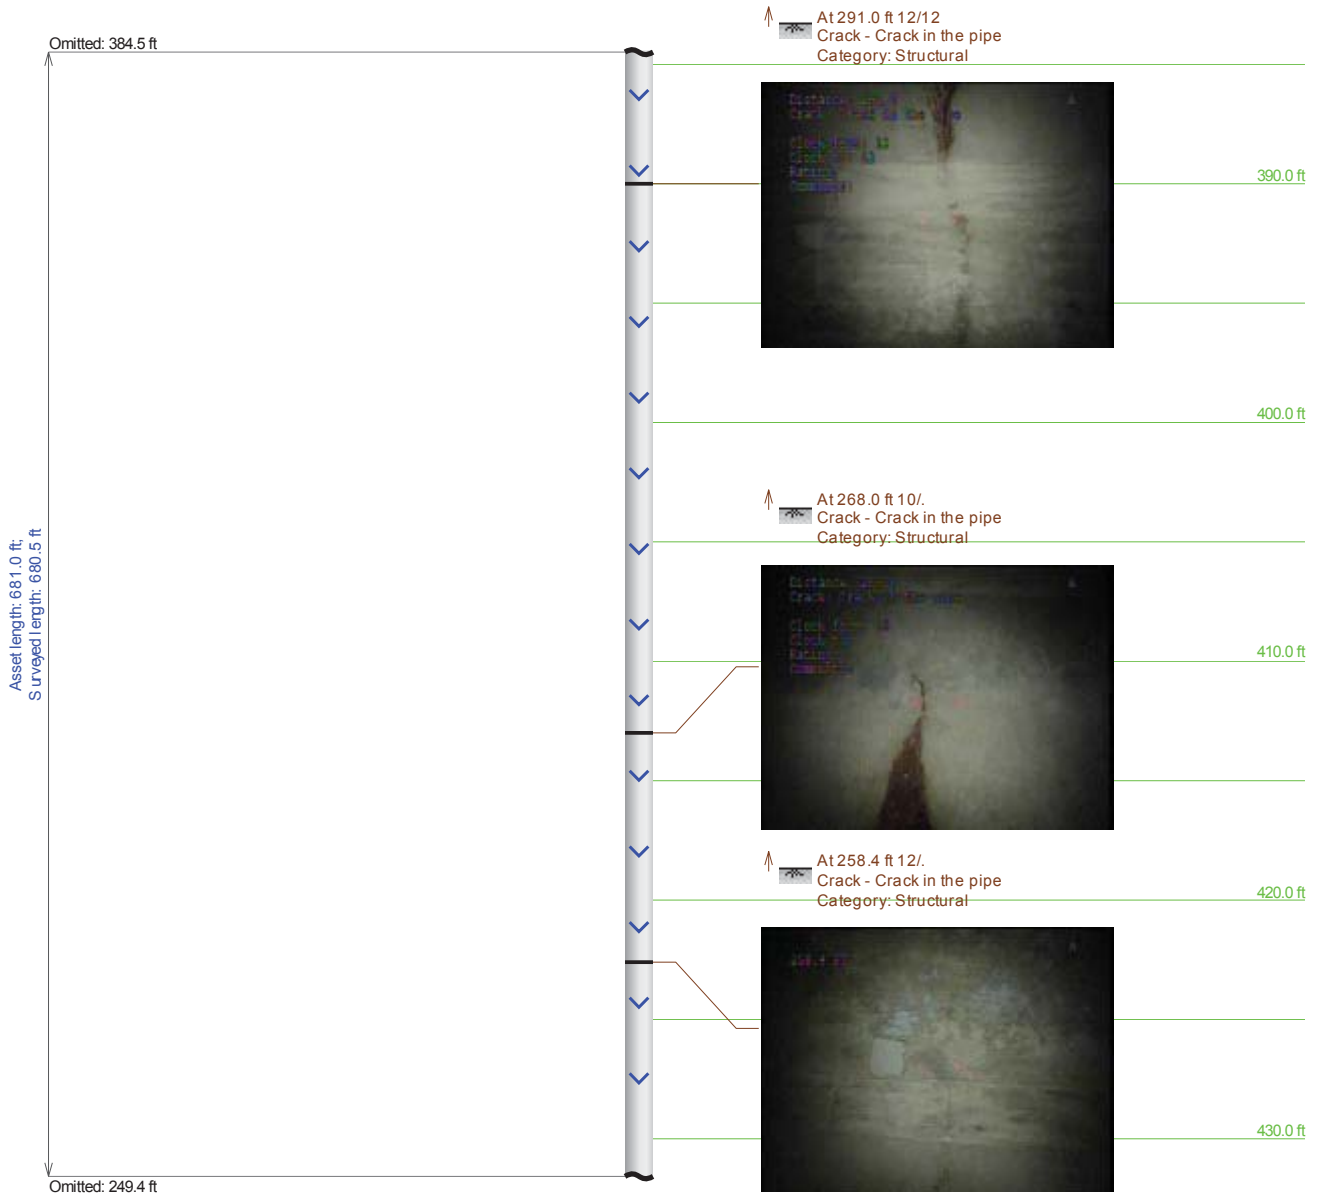 Omitted: 384.5 ft
At 291.0 ft 12/12
Crack - Crack in the pipe
Category: Structural
390.0 ft
400.0 ft
At 268.0 ft 10/.
Crack - Crack in the pipe
Category: Structural
Asset length: 681.0 ft;
Surveyed length: 680.5 ft
410.0 ft
At 258.4 ft 12/.
Crack - Crack in the pipe
Category: Structural
420.0 ft
430.0 ft
Omitted: 249.4 ft